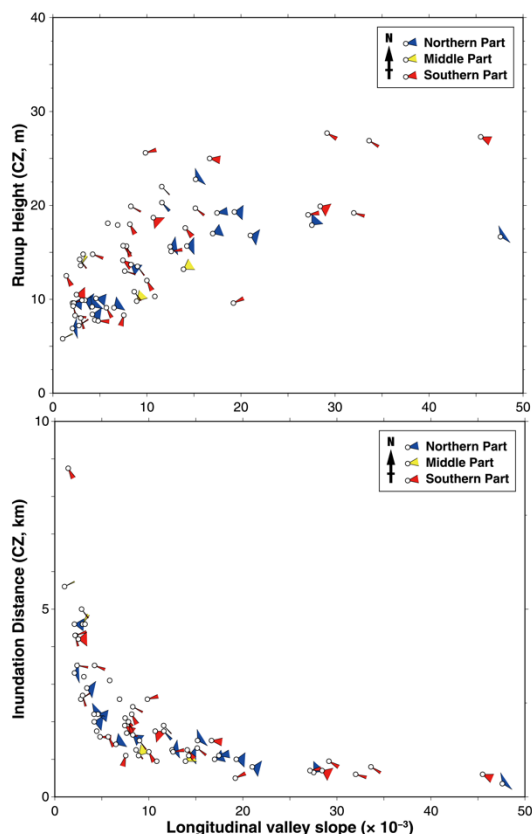 40
30
20
10
0
Runup Height (CZ, m)
N
Northern Part
Middle Part
Southern Part
0 10 20 30 40 50
10
5
0
Inundation Distance (CZ, km)
N
Northern Part
Middle Part
Southern Part
0 10 20 30 40 50
Longitudinal valley slope (× 10⁻³)